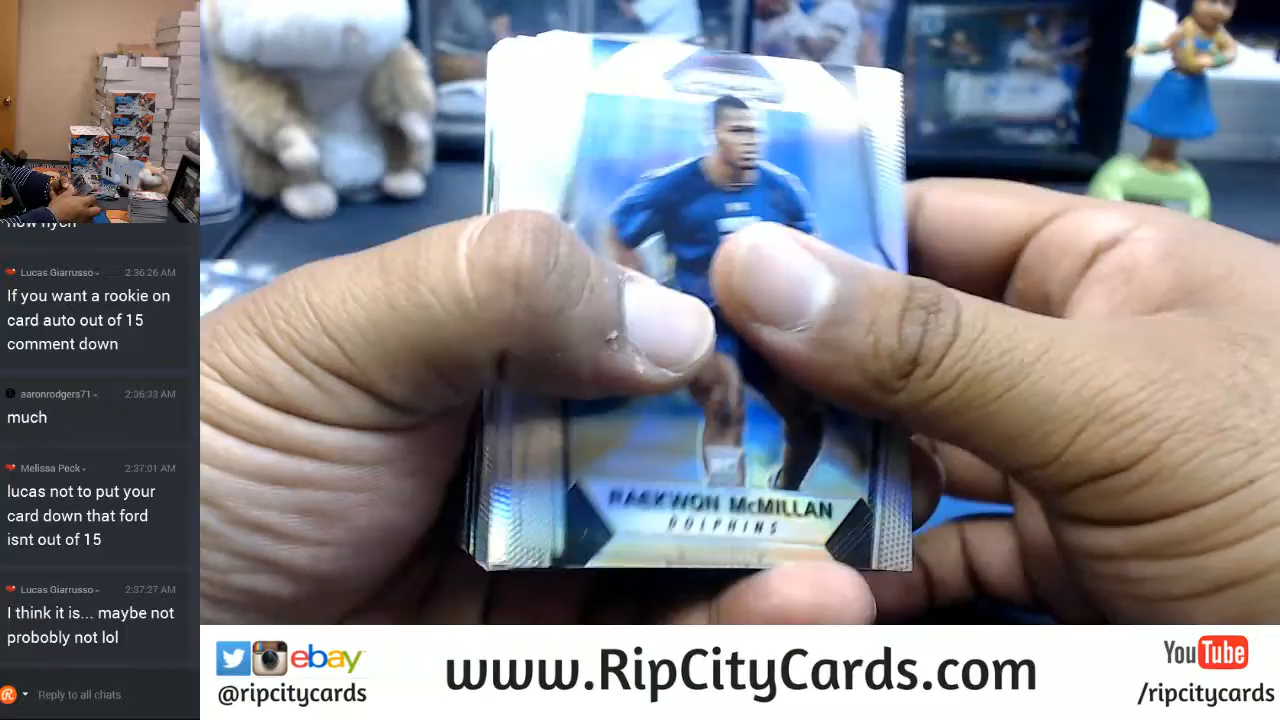 Lucas Giarrusso 2:36:26 AM
If you want a rookie on
card auto out of 15
comment down
aaronrodgers71 2:36:33 AM
much
Melissa Peck 2:37:01 AM
lucas not to put your
card down that ford
isnt out of 15
Lucas Giarrusso 2:37:27 AM
I think it is... maybe not
probobly not lol
Reply to all chats
RAEKWON McMILLAN
DOLPHINS
ebay
@ripcitycards
www.RipCityCards.com
YouTube
/ripcitycards